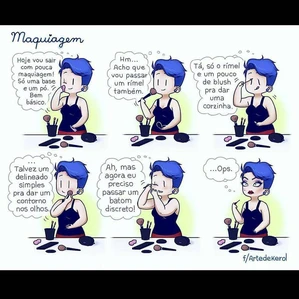 Maquiagem
Hoje vou sair
com pouca
maquiagem!
Só uma base
e um pó.
Bem
básico.
Hm...
Acho que
vou passar
um rímel
também.
Tá, só o rímel
e um pouco
de blush
pra dar
uma
corzinha.
...
Talvez um
delineado
simples
pra dar um
contorno
nos olhos.
Ah, mas
agora eu
preciso
passar um
batom
discreto!
...Ops.
f/Artedekarol